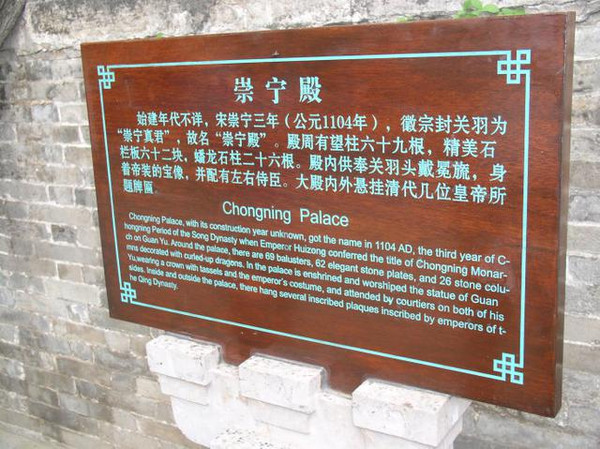 崇宁殿
始建年代不详，宋崇宁三年（公元1104年），徽宗封关羽为
“崇宁真君”，故名“崇宁殿”。殿周有望柱六十九根，精美石
栏板六十二块，蟠龙石柱二十六根。殿内供奉关羽头戴冕旒，身
着帝装的宝像，并配有左右侍臣。大殿内外悬挂清代几位皇帝所
题牌匾。
Chongning Palace
Chongning Palace, with its construction year unknown, got the name in 1104 AD, the third year of C-
hongning Period of the Song Dynasty when Emperor Huizong conferred the title of Chongning Monar-
ch on Guan Yu. Around the palace, there are 69 balusters, 62 elegant stone plates, and 26 stone colu-
mns decorated with curled-up dragons. In the palace is enshrined and worshiped the statue of Guan
Yu,wearing a crown with tassels and the emperor's costume, and attended by courtiers on both of his
sides. Inside and outside the palace, there hang several inscribed plaques inscribed by emperors of t-
he Qing Dynasty.